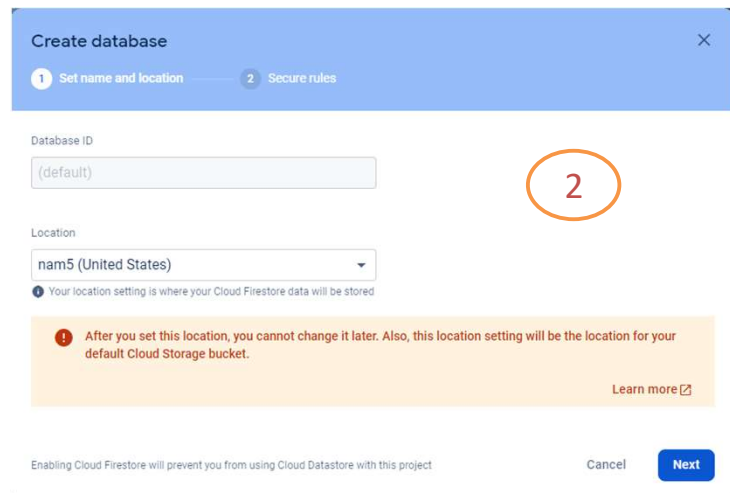 Create database
1 Set name and location
2 Secure rules
Database ID
(default)
2
Location
nam5 (United States)
Your location setting is where your Cloud Firestore data will be stored
After you set this location, you cannot change it later. Also, this location setting will be the location for your
default Cloud Storage bucket.
Learn more
Enabling Cloud Firestore will prevent you from using Cloud Datastore with this project
Cancel
Next